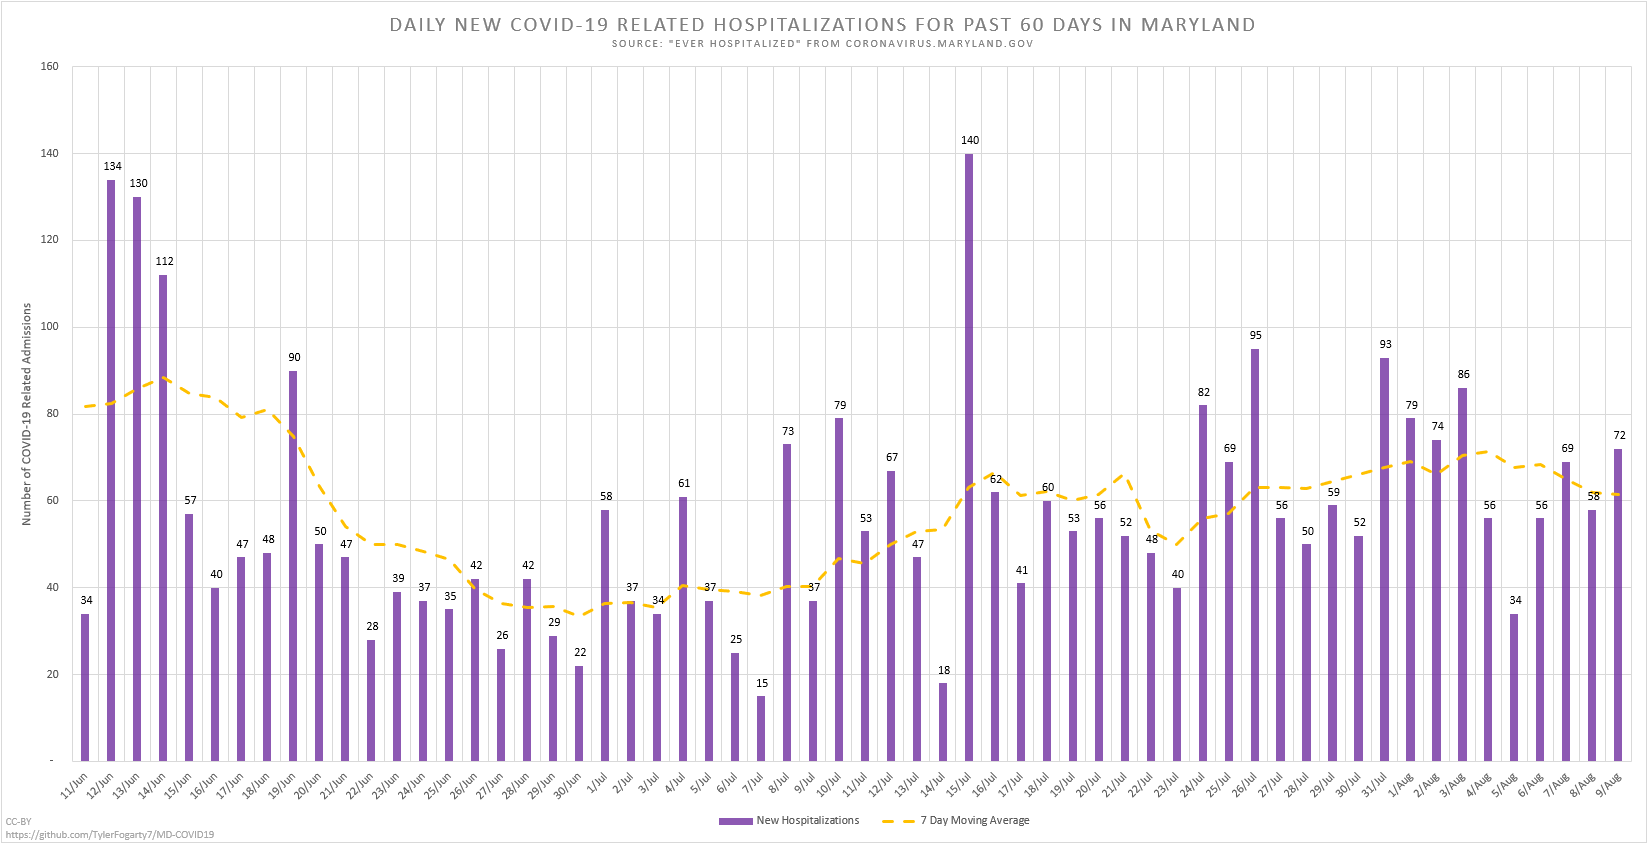 DAILY NEW COVID-19 RELATED HOSPITALIZATIONS FOR PAST 60 DAYS IN MARYLAND
SOURCE: "EVER HOSPITALIZED" FROM CORONAVIRUS.MARYLAND.GOV
Number of COVID-19 Related Admissions
160
140
120
100
80
60
40
20
-
34
134
130
112
57
40
47
48
90
50
47
28
39
37
35
42
26
42
29
22
58
37
34
61
37
25
15
73
37
79
53
67
47
18
140
62
41
60
53
56
52
48
40
82
69
95
56
50
59
52
93
79
74
86
56
34
56
69
58
72
11/Jun
12/Jun
13/Jun
14/Jun
15/Jun
16/Jun
17/Jun
18/Jun
19/Jun
20/Jun
21/Jun
22/Jun
23/Jun
24/Jun
25/Jun
26/Jun
27/Jun
28/Jun
29/Jun
30/Jun
1/Jul
2/Jul
3/Jul
4/Jul
5/Jul
6/Jul
7/Jul
8/Jul
9/Jul
10/Jul
11/Jul
12/Jul
13/Jul
14/Jul
15/Jul
16/Jul
17/Jul
18/Jul
19/Jul
20/Jul
21/Jul
22/Jul
23/Jul
24/Jul
25/Jul
26/Jul
27/Jul
28/Jul
29/Jul
30/Jul
31/Jul
1/Aug
2/Aug
3/Aug
4/Aug
5/Aug
6/Aug
7/Aug
8/Aug
9/Aug
New Hospitalizations
7 Day Moving Average
CC-BY
https://github.com/TylerFogarty7/MD-COVID19